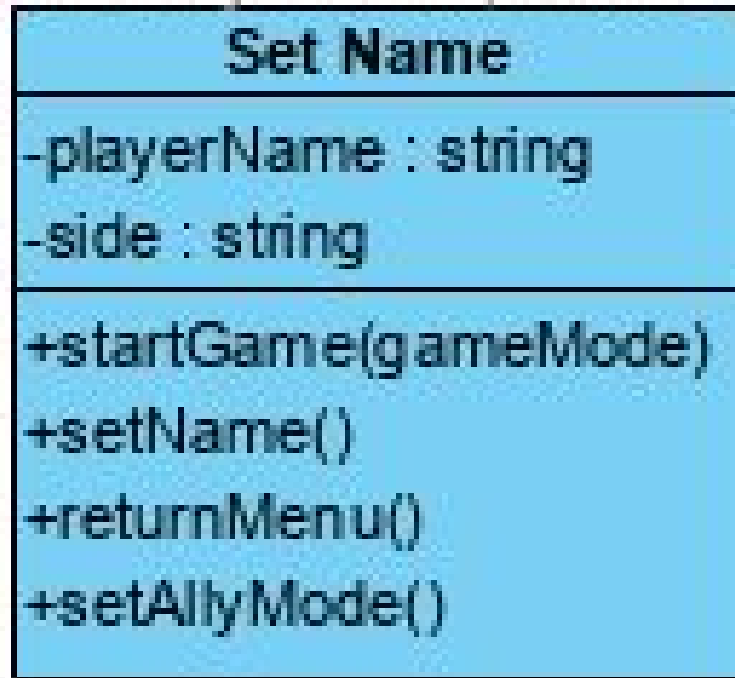 Set Name
-playerName : string
-side : string
+startGame(gameMode)
+setName()
+returnMenu()
+setAllyMode()